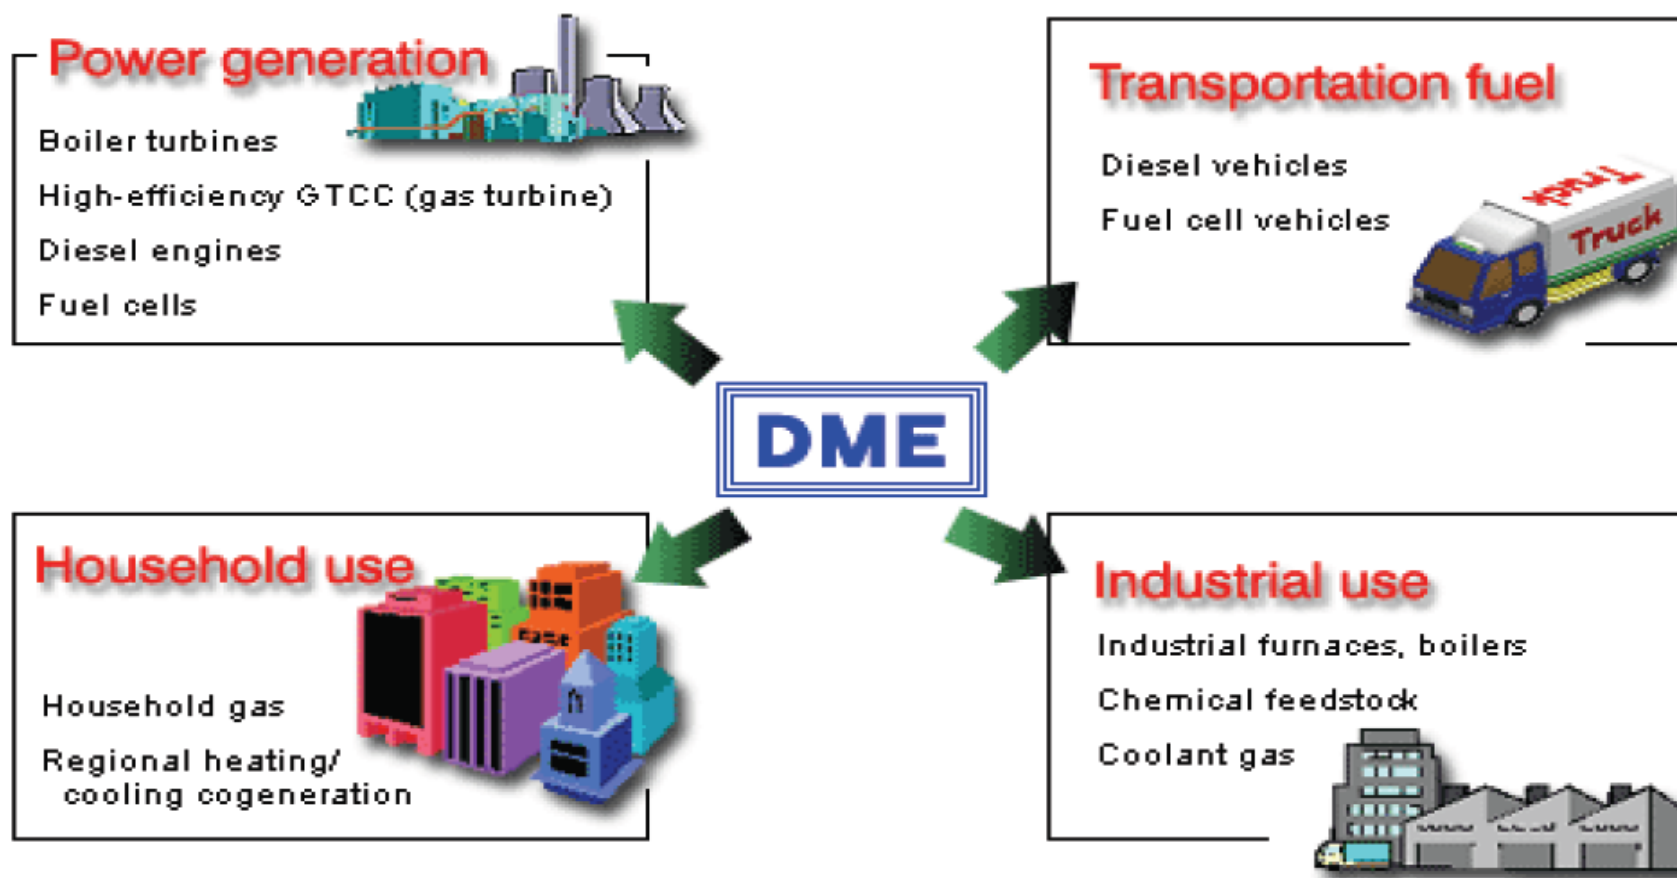 Power generation
Boiler turbines
High-efficiency GTCC (gas turbine)
Diesel engines
Fuel cells
Transportation fuel
Diesel vehicles
Fuel cell vehicles
Truck
Truck
DME
Household use
Household gas
Regional heating/
cooling cogeneration
Industrial use
Industrial furnaces, boilers
Chemical feedstock
Coolant gas